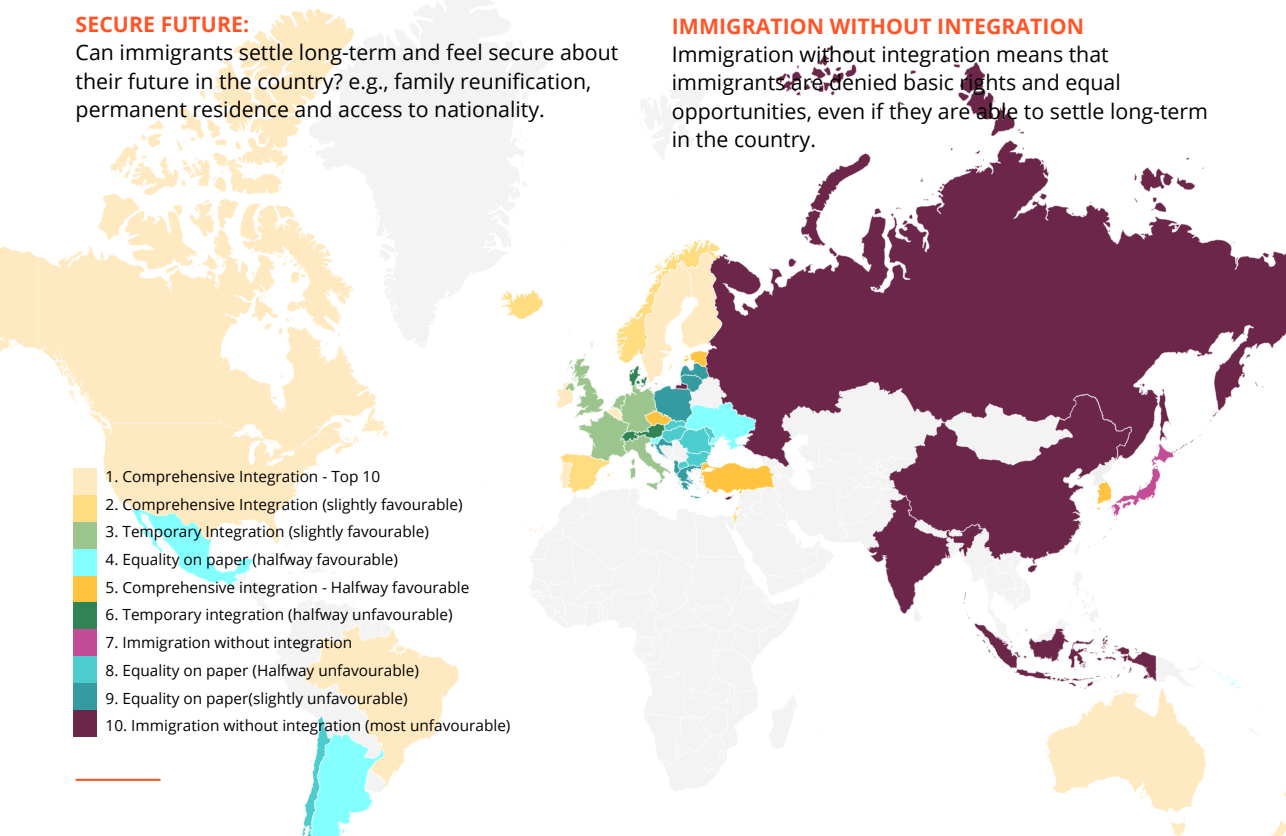 SECURE FUTURE:
Can immigrants settle long-term and feel secure about
their future in the country? e.g., family reunification,
permanent residence and access to nationality.
IMMIGRATION WITHOUT INTEGRATION
Immigration without integration means that
immigrants are denied basic rights and equal
opportunities, even if they are able to settle long-term
in the country.
1. Comprehensive Integration - Top 10
2. Comprehensive Integration (slightly favourable)
3. Temporary Integration (slightly favourable)
4. Equality on paper (halfway favourable)
5. Comprehensive integration - Halfway favourable
6. Temporary integration (halfway unfavourable)
7. Immigration without integration
8. Equality on paper (Halfway unfavourable)
9. Equality on paper(slightly unfavourable)
10. Immigration without integration (most unfavourable)